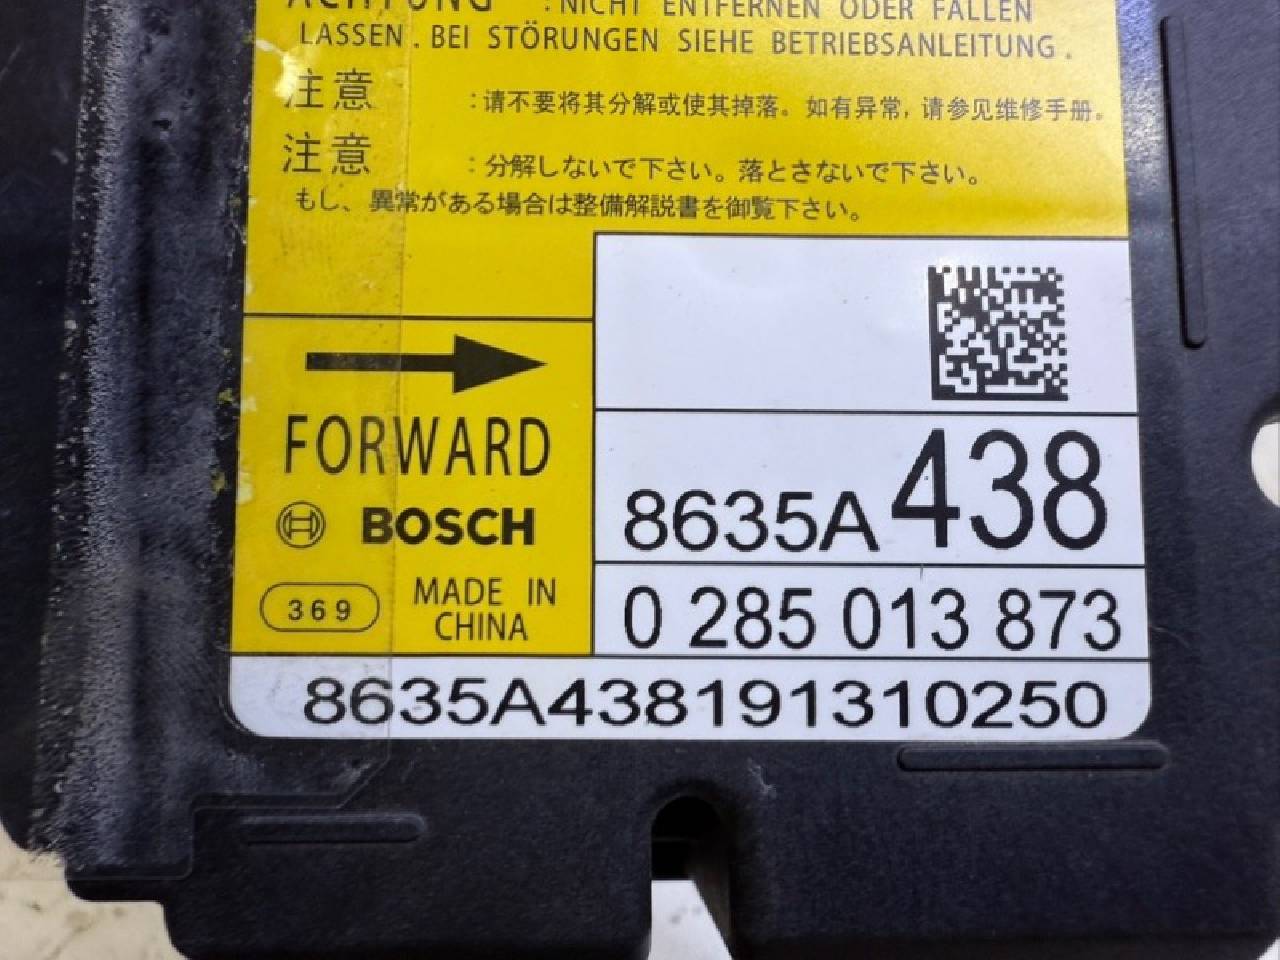 ACHTUNG : NICHT ENTFERNEN ODER FALLEN
LASSEN. BEI STÖRUNGEN SIEHE BETRIEBSANLEITUNG.
注意 : 请不要将其分解或使其掉落。如有异常, 请参见维修手册。
注意 : 分解しないで下さい。落とさないで下さい。
もし、異常がある場合は整備解説書を御覧下さい。
FORWARD
BOSCH
369
MADE IN
CHINA
8635A438
0 285 013 873
8635A438191310250